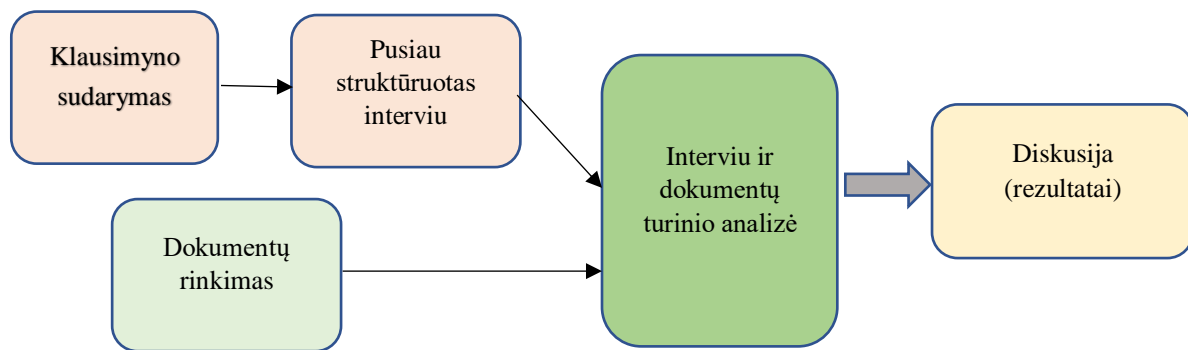 Klausimyno
sudarymas
Pusiau
struktūruotas
interviu
Dokumentų
rinkimas
Interviu ir
dokumentų
turinio analizė
Diskusija
(rezultatai)